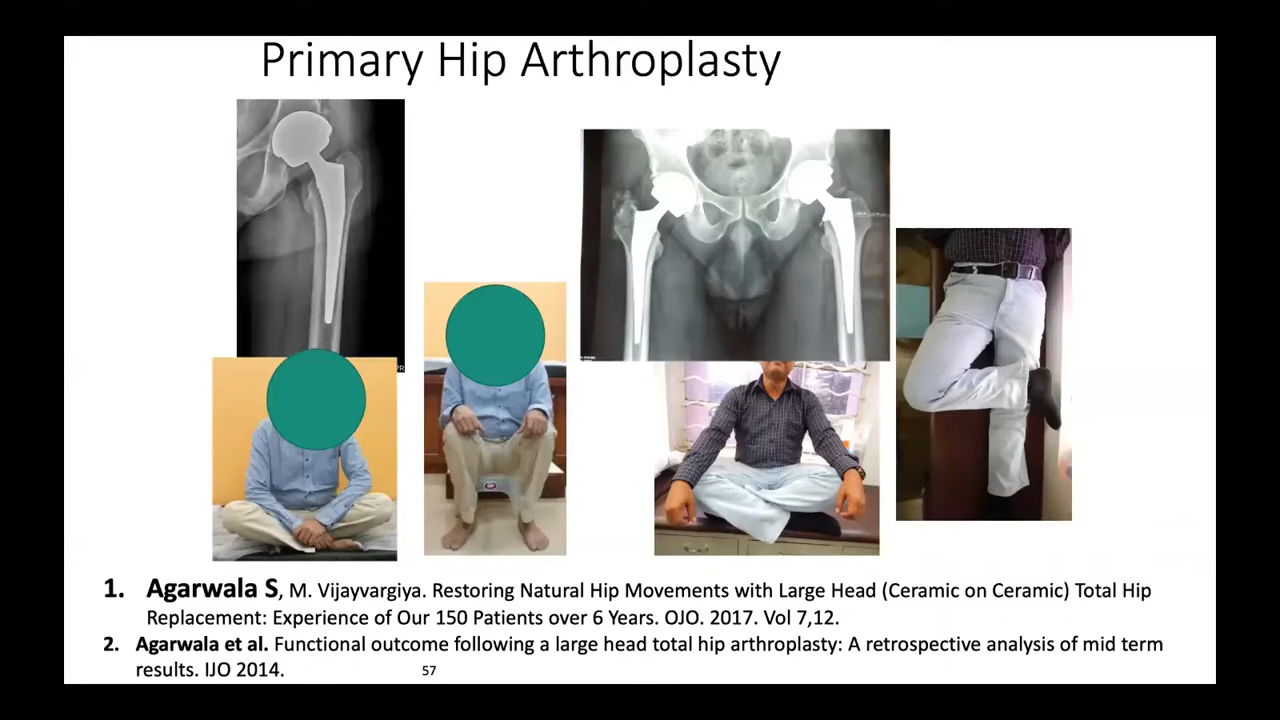 Primary Hip Arthroplasty
PR
1. Agarwala S, M. Vijayvargiya. Restoring Natural Hip Movements with Large Head (Ceramic on Ceramic) Total Hip
Replacement: Experience of Our 150 Patients over 6 Years. OJO. 2017. Vol 7,12.
2. Agarwala et al. Functional outcome following a large head total hip arthroplasty: A retrospective analysis of mid term
results. IJO 2014.
57